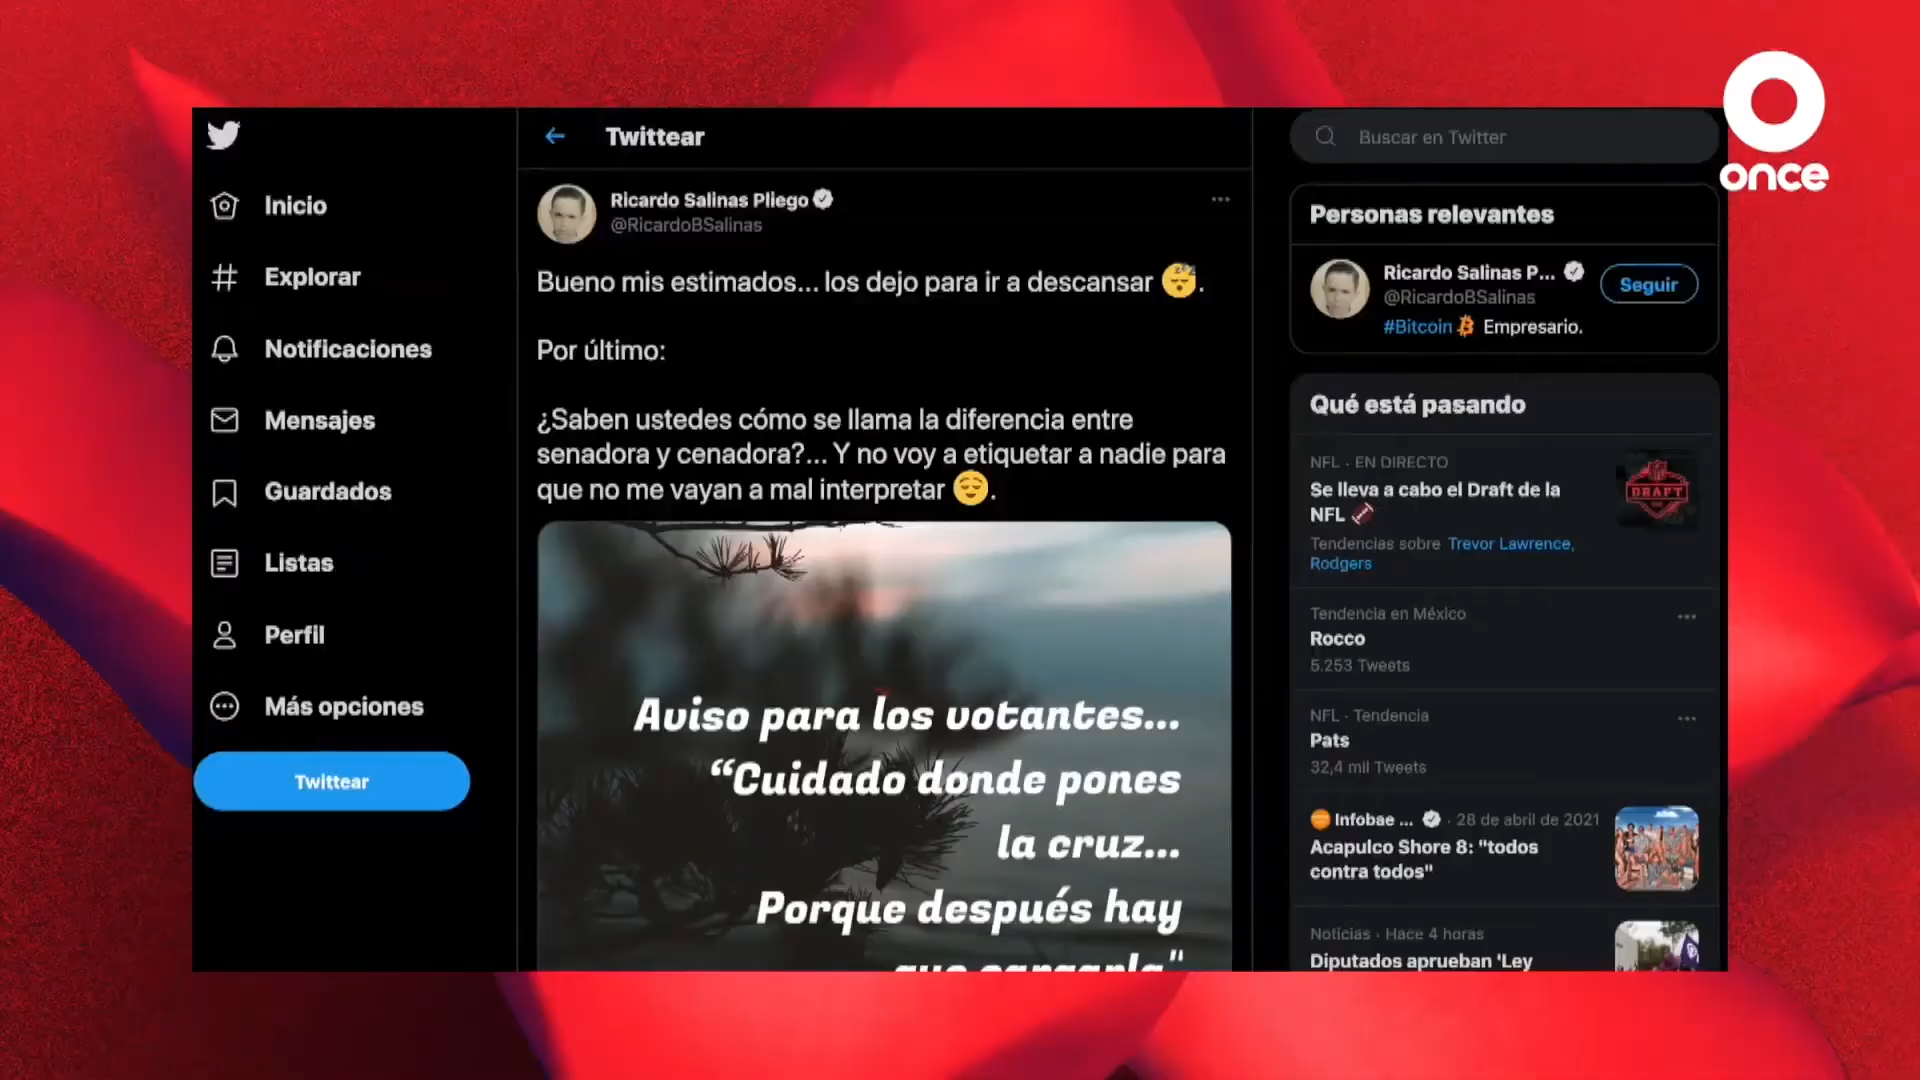 once
Inicio
Explorar
Notificaciones
Mensajes
Guardados
Listas
Perfil
Más opciones
Twittear
Twittear
Ricardo Salinas Pliego
@RicardoBSalinas
Bueno mis estimados... los dejo para ir a descansar 😴.
Por último:
¿Saben ustedes cómo se llama la diferencia entre
senadora y cenadora?... Y no voy a etiquetar a nadie para
que no me vayan a mal interpretar 😌.
Aviso para los votantes...
“Cuidado donde pones
la cruz...
Porque después hay
que cargarla"
Buscar en Twitter
Personas relevantes
Ricardo Salinas P...
@RicardoBSalinas
Seguir
#Bitcoin Empresario.
Qué está pasando
NFL · EN DIRECTO
Se lleva a cabo el Draft de la
NFL 🏈
Tendencias sobre Trevor Lawrence,
Rodgers
DRAFT
Tendencia en México
Rocco
5.253 Tweets
NFL · Tendencia
Pats
32,4 mil Tweets
Infobae ... · 28 de abril de 2021
Acapulco Shore 8: "todos
contra todos"
Noticias · Hace 4 horas
Diputados aprueban 'Ley